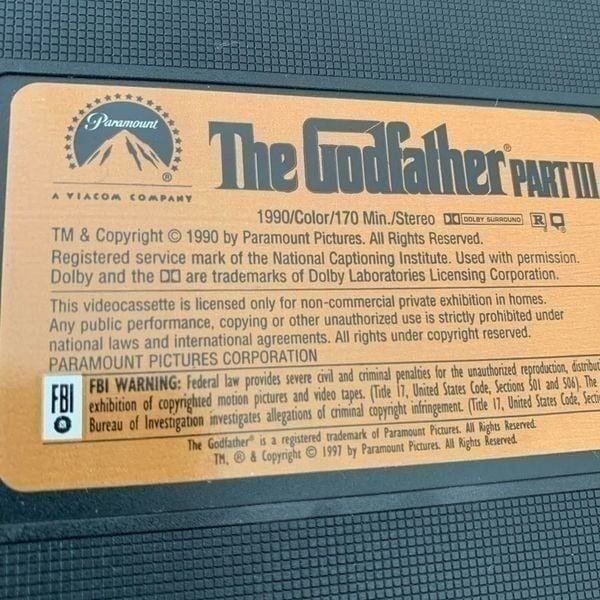 Paramount
®
A VIACOM COMPANY
The Godfather® PART III
1990/Color/170 Min./Stereo DOLBY SURROUND R
TM & Copyright © 1990 by Paramount Pictures. All Rights Reserved.
Registered service mark of the National Captioning Institute. Used with permission.
Dolby and the are trademarks of Dolby Laboratories Licensing Corporation.
This videocassette is licensed only for non-commercial private exhibition in homes.
Any public performance, copying or other unauthorized use is strictly prohibited under
national laws and international agreements. All rights under copyright reserved.
PARAMOUNT PICTURES CORPORATION
FBI
FBI WARNING: Federal law provides severe civil and criminal penalties for the unauthorized reproduction, distribut
exhibition of copyrighted motion pictures and video tapes. (Title 17, United States Code, Sections 501 and 506). The
Bureau of Investigation investigates allegations of criminal copyright infringement. (Title 17, United States Code, Secti
The Godfather® is a registered trademark of Paramount Pictures. All Rights Reserved.
TM, ® & Copyright © 1997 by Paramount Pictures. All Rights Reserved.